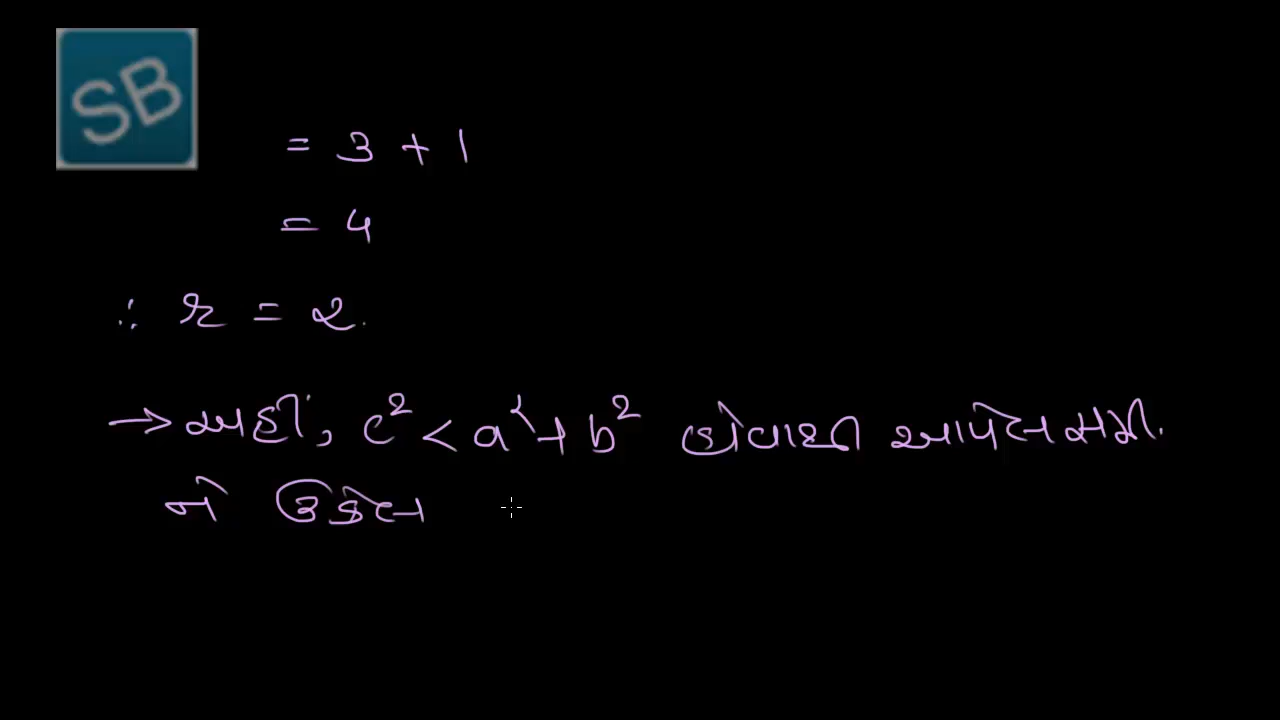 SB
= 3 + 1
= 4
∴ r = 2.
→ અહીં, c² < a² + b² હોવાથી આપેલ સમી.
નો ઉકેલ